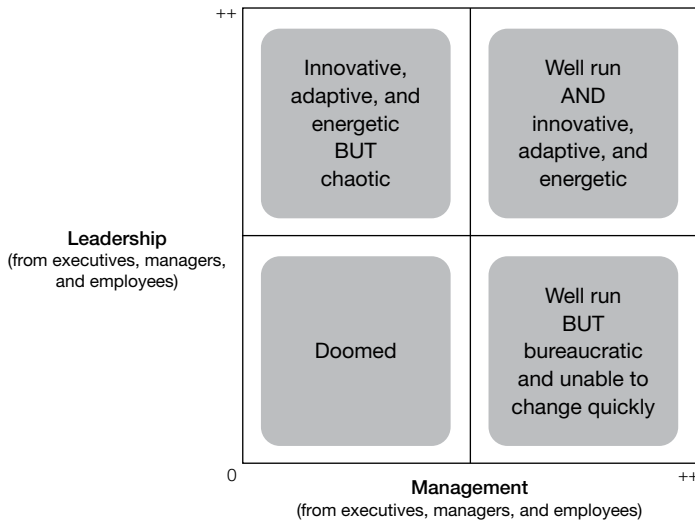 ++
Innovative,
adaptive, and
energetic
BUT
chaotic
Well run
AND
innovative,
adaptive, and
energetic
Leadership
(from executives, managers,
and employees)
Doomed
Well run
BUT
bureaucratic
and unable to
change quickly
0
++
Management
(from executives, managers, and employees)